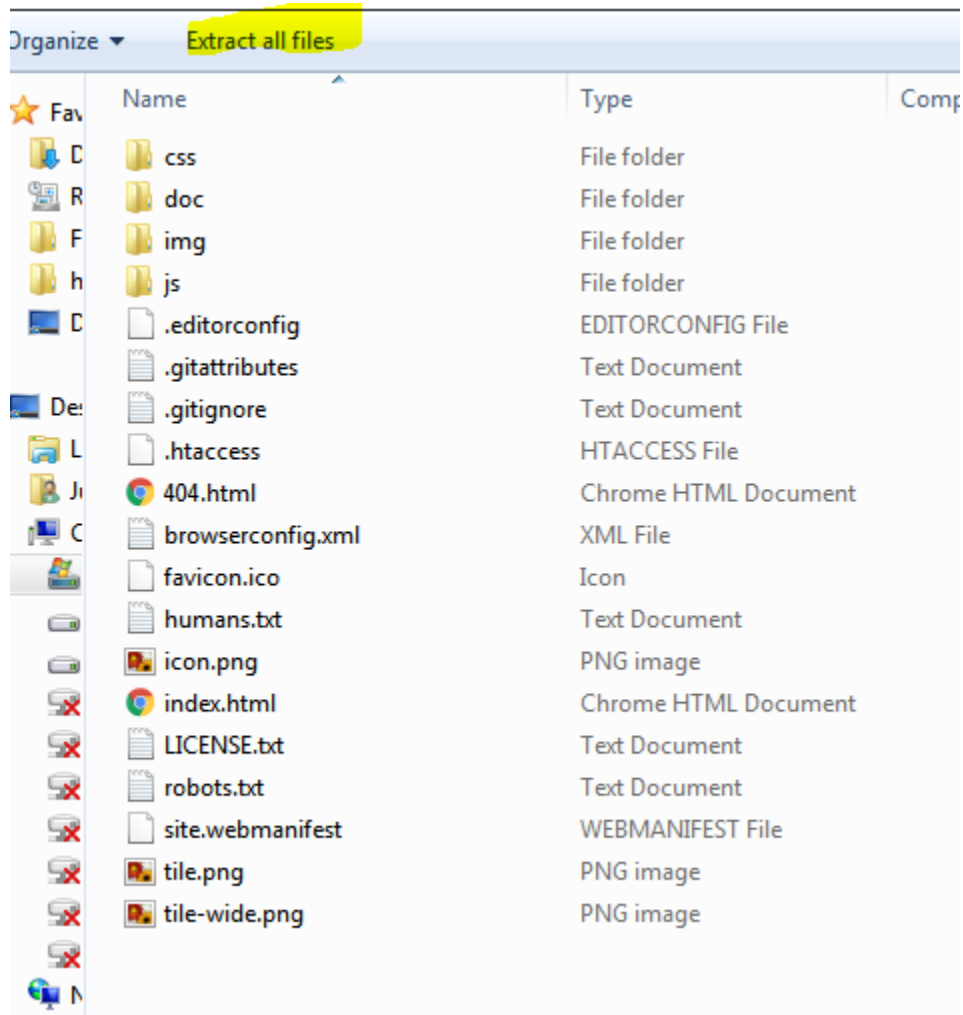 Organize Extract all files
Name Type Comp
Fav
D css File folder
R doc File folder
F img File folder
h js File folder
D .editorconfig EDITORCONFIG File
.gitattributes Text Document
Des .gitignore Text Document
L .htaccess HTACCESS File
Ju 404.html Chrome HTML Document
C browserconfig.xml XML File
favicon.ico Icon
humans.txt Text Document
icon.png PNG image
index.html Chrome HTML Document
LICENSE.txt Text Document
robots.txt Text Document
site.webmanifest WEBMANIFEST File
tile.png PNG image
tile-wide.png PNG image
N